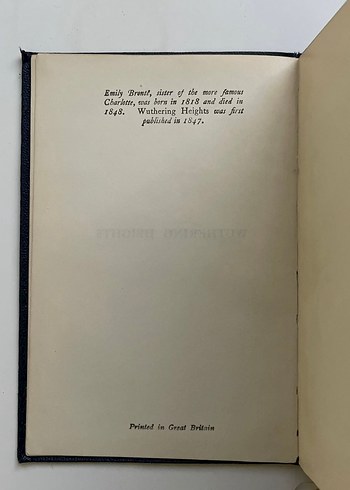 Emily Brontë, sister of the more famous
Charlotte, was born in 1818 and died in
1848. Wuthering Heights was first
published in 1847.
Printed in Great Britain